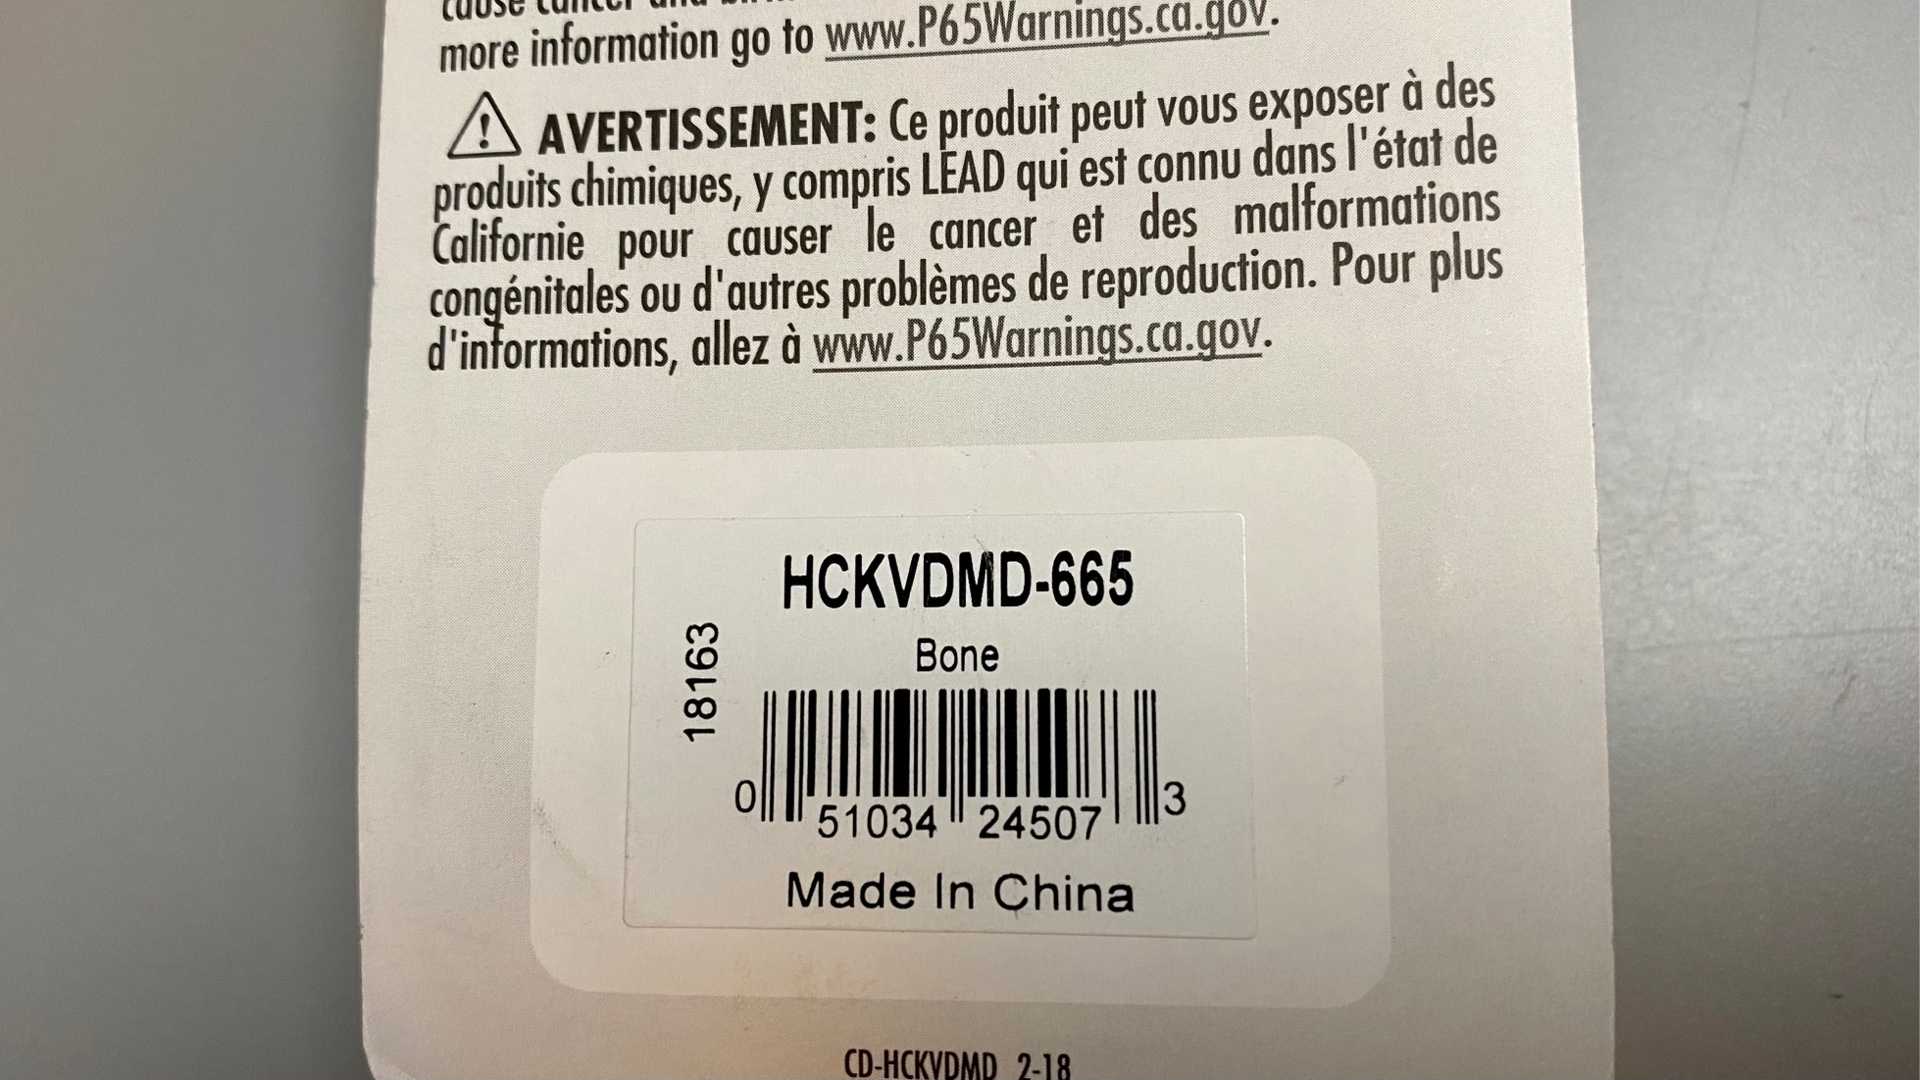 cause cancer and
more information go to www.P65Warnings.ca.gov.
AVERTISSEMENT: Ce produit peut vous exposer à des
produits chimiques, y compris LEAD qui est connu dans l'état de
Californie pour causer le cancer et des malformations
congénitales ou d'autres problèmes de reproduction. Pour plus
d'informations, allez à www.P65Warnings.ca.gov.
HCKVDMD-665
Bone
18163
0 51034 24507 3
Made In China
CD-HCKVDMD 2-18